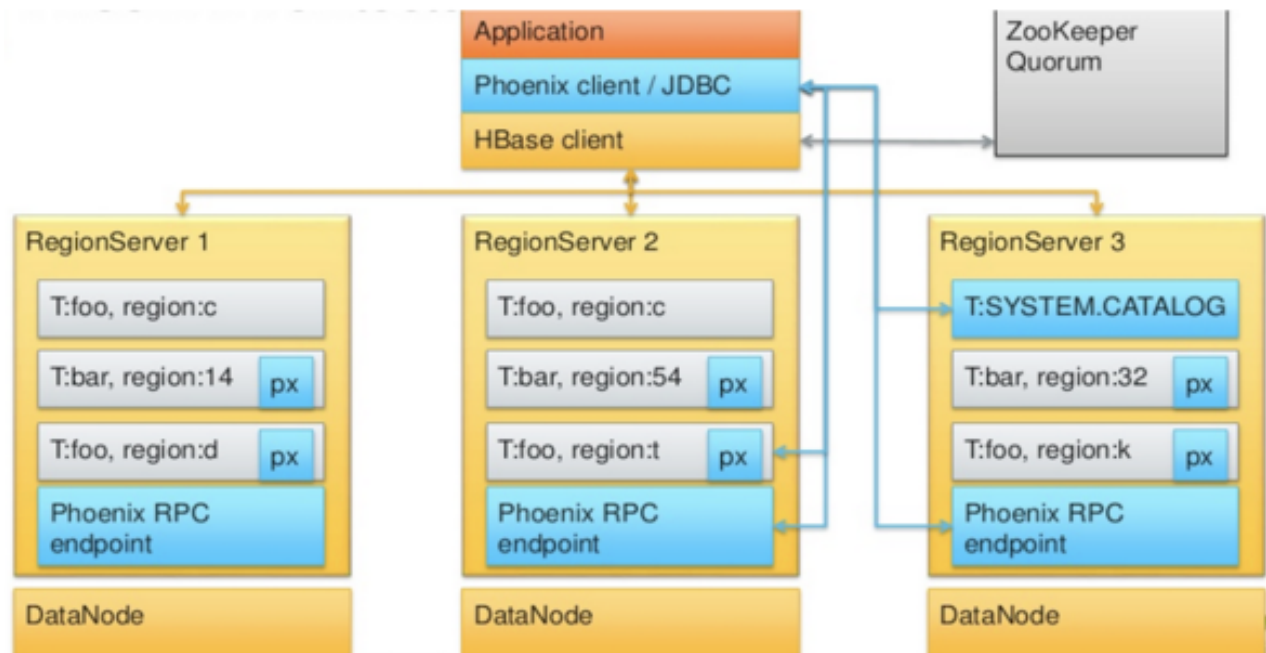 Application
Phoenix client / JDBC
HBase client
ZooKeeper
Quorum
RegionServer 1
T:foo, region:c
T:bar, region:14
px
T:foo, region:d
px
Phoenix RPC
endpoint
DataNode
RegionServer 2
T:foo, region:c
T:bar, region:54
px
T:foo, region:t
px
Phoenix RPC
endpoint
DataNode
RegionServer 3
T:SYSTEM.CATALOG
T:bar, region:32
px
T:foo, region:k
px
Phoenix RPC
endpoint
DataNode